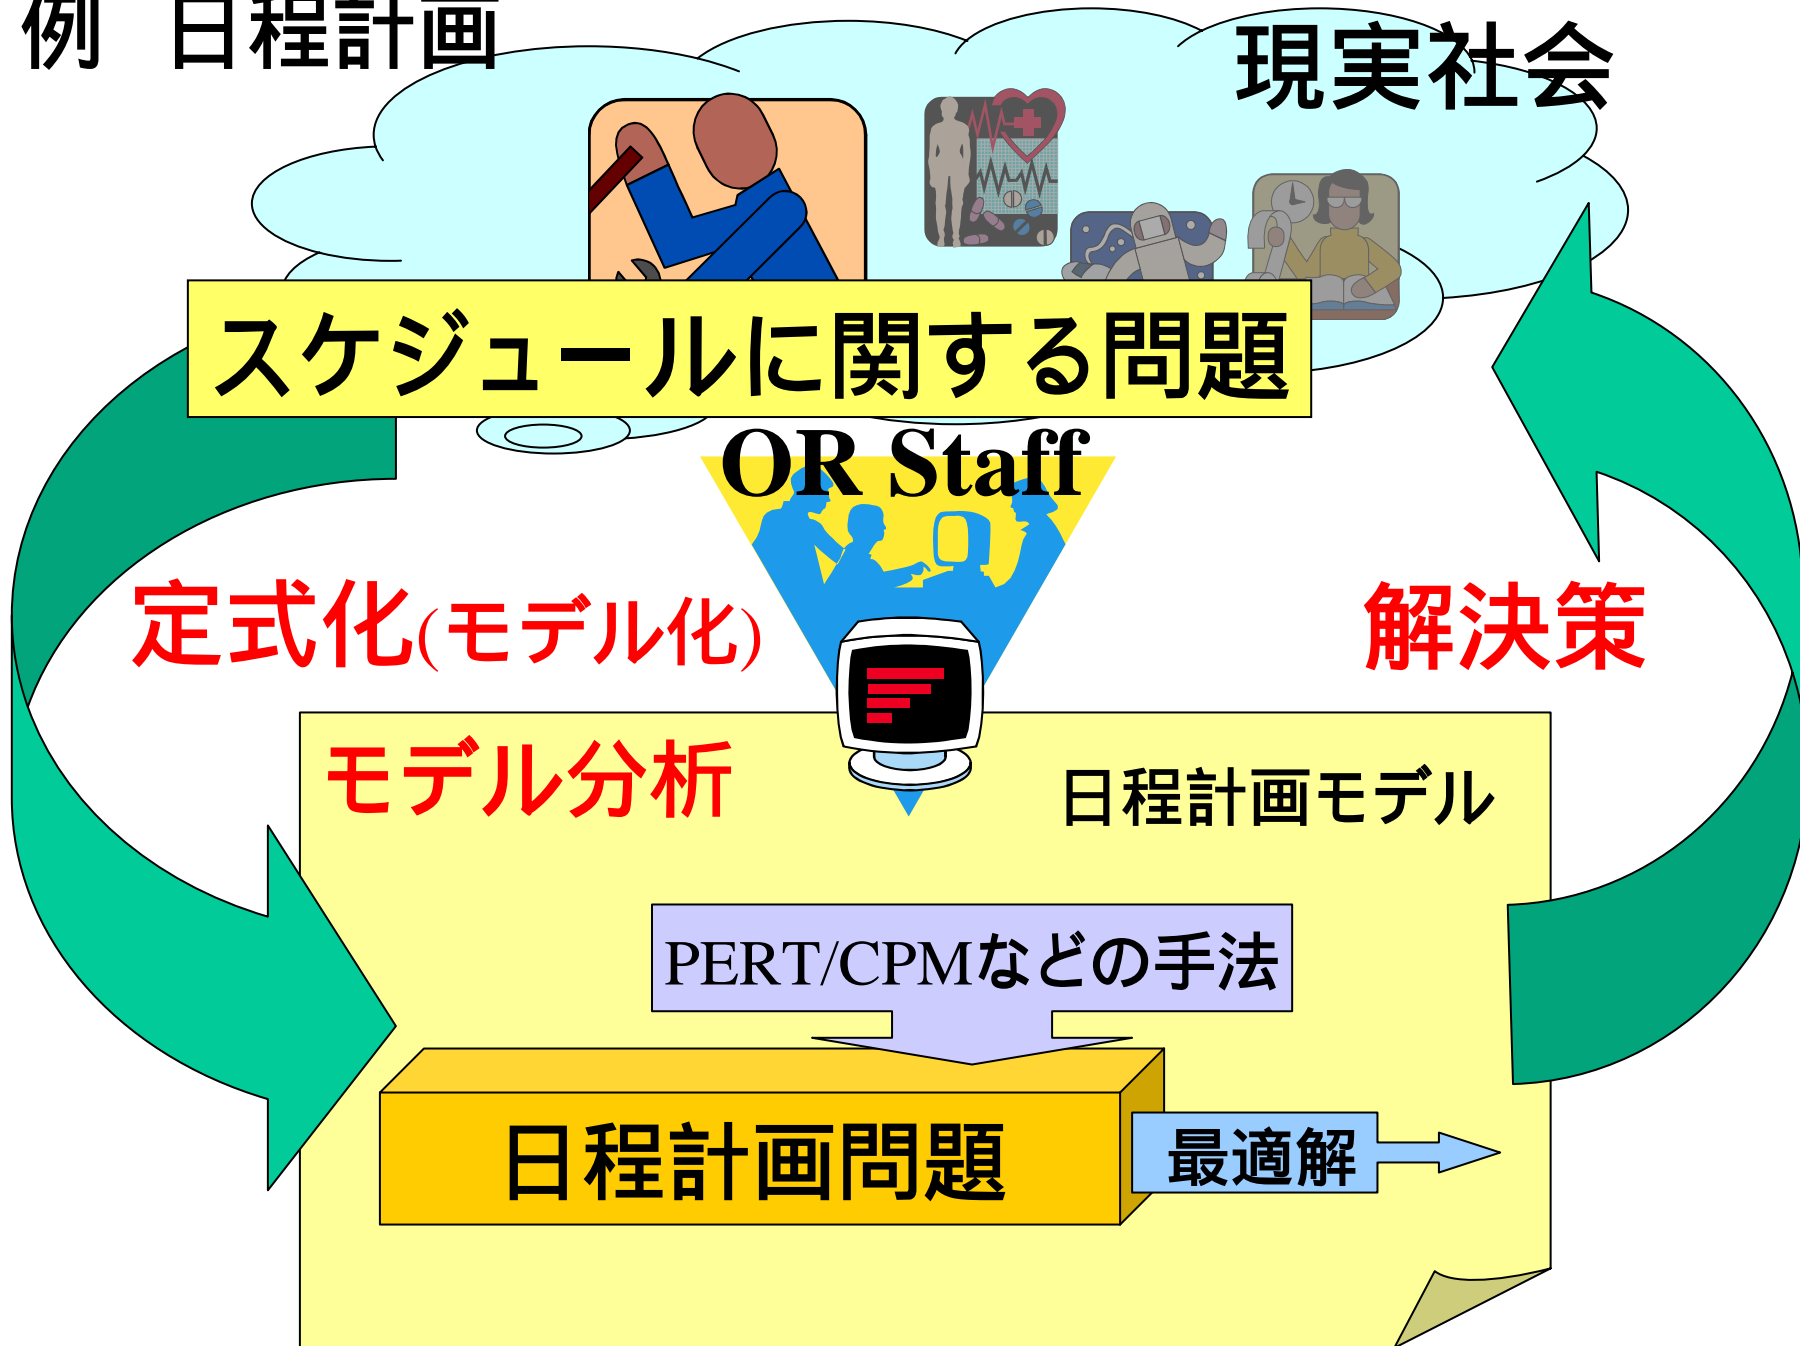 例 日程計画
現実社会
スケジュールに関する問題
OR Staff
定式化(モデル化)
解決策
モデル分析
日程計画モデル
PERT/CPMなどの手法
日程計画問題
最適解